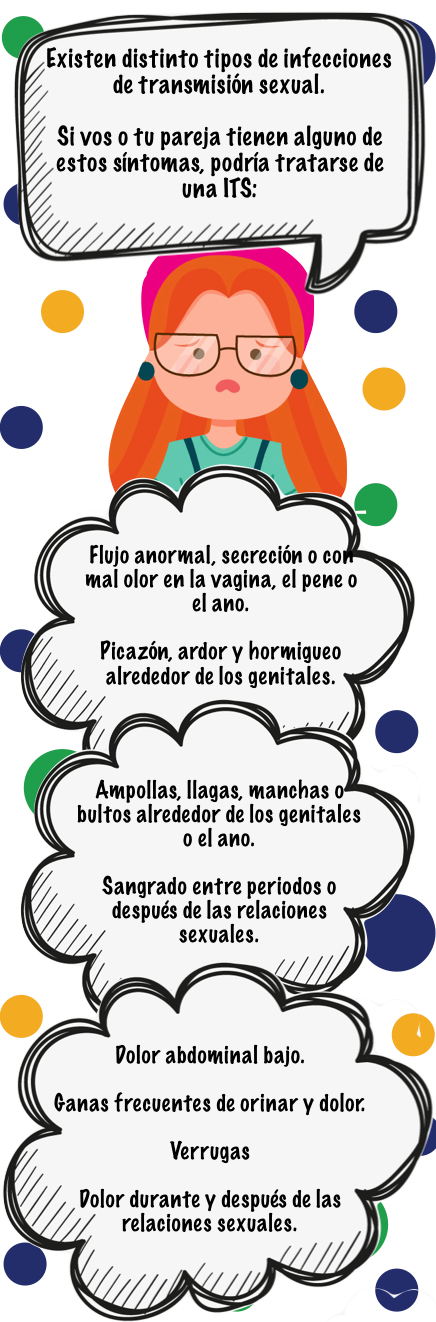 Existen distinto tipos de infecciones
de transmisión sexual.
Si vos o tu pareja tienen alguno de
estos síntomas, podría tratarse de
una ITS:
Flujo anormal, secreción o con
mal olor en la vagina, el pene o
el ano.
Picazón, ardor y hormigueo
alrededor de los genitales.
Ampollas, llagas, manchas o
bultos alrededor de los genitales
o el ano.
Sangrado entre periodos o
después de las relaciones
sexuales.
Dolor abdominal bajo.
Ganas frecuentes de orinar y dolor.
Verrugas
Dolor durante y después de las
relaciones sexuales.